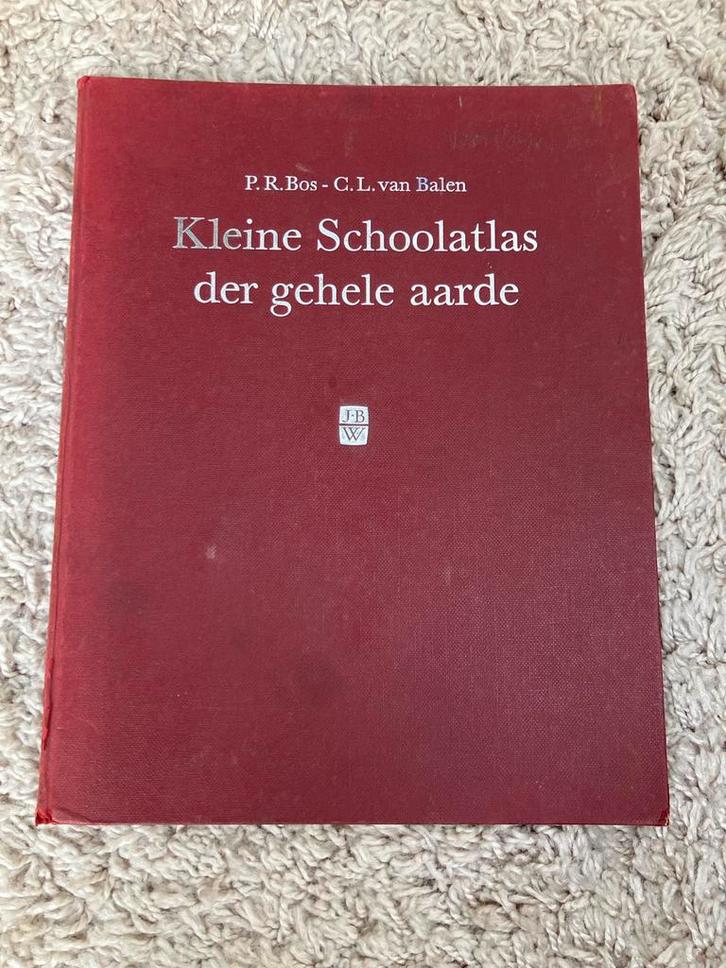 P. R. Bos - C. L. van Balen
Kleine Schoolatlas
der gehele aarde
J·B
W